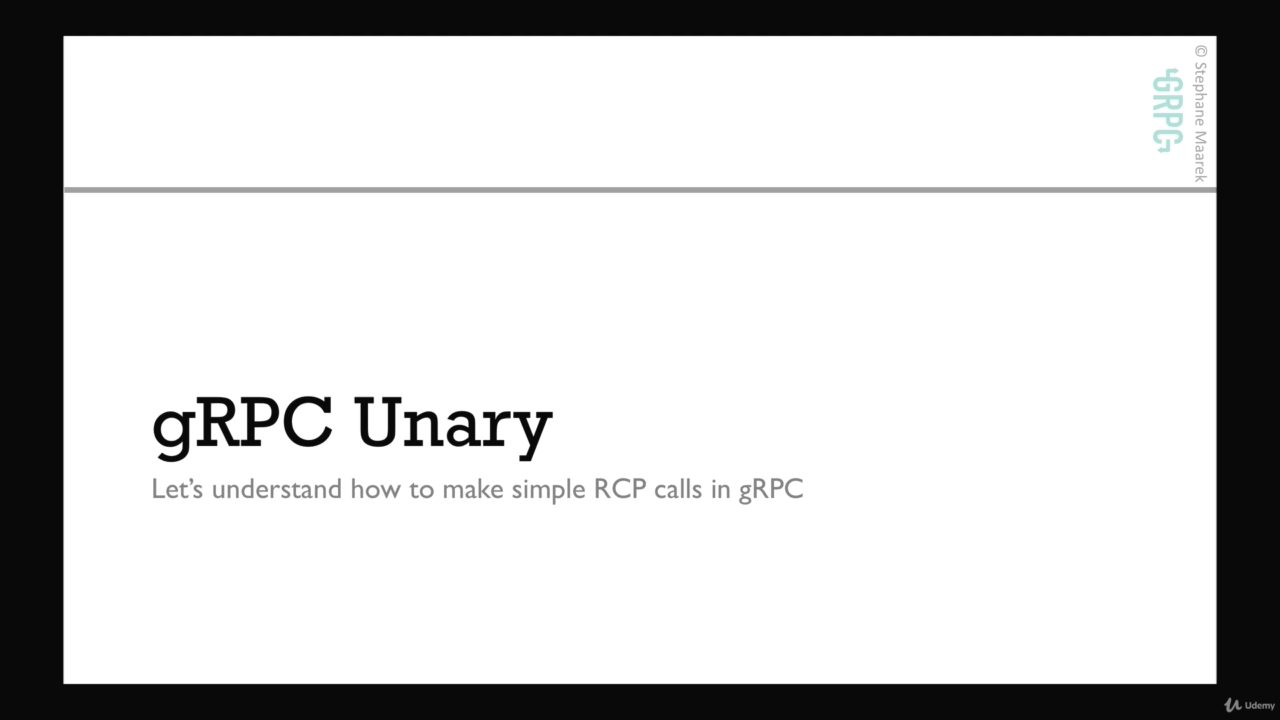 © Stephane Maarek
GRPC
gRPC Unary
Let's understand how to make simple RCP calls in gRPC
Udemy